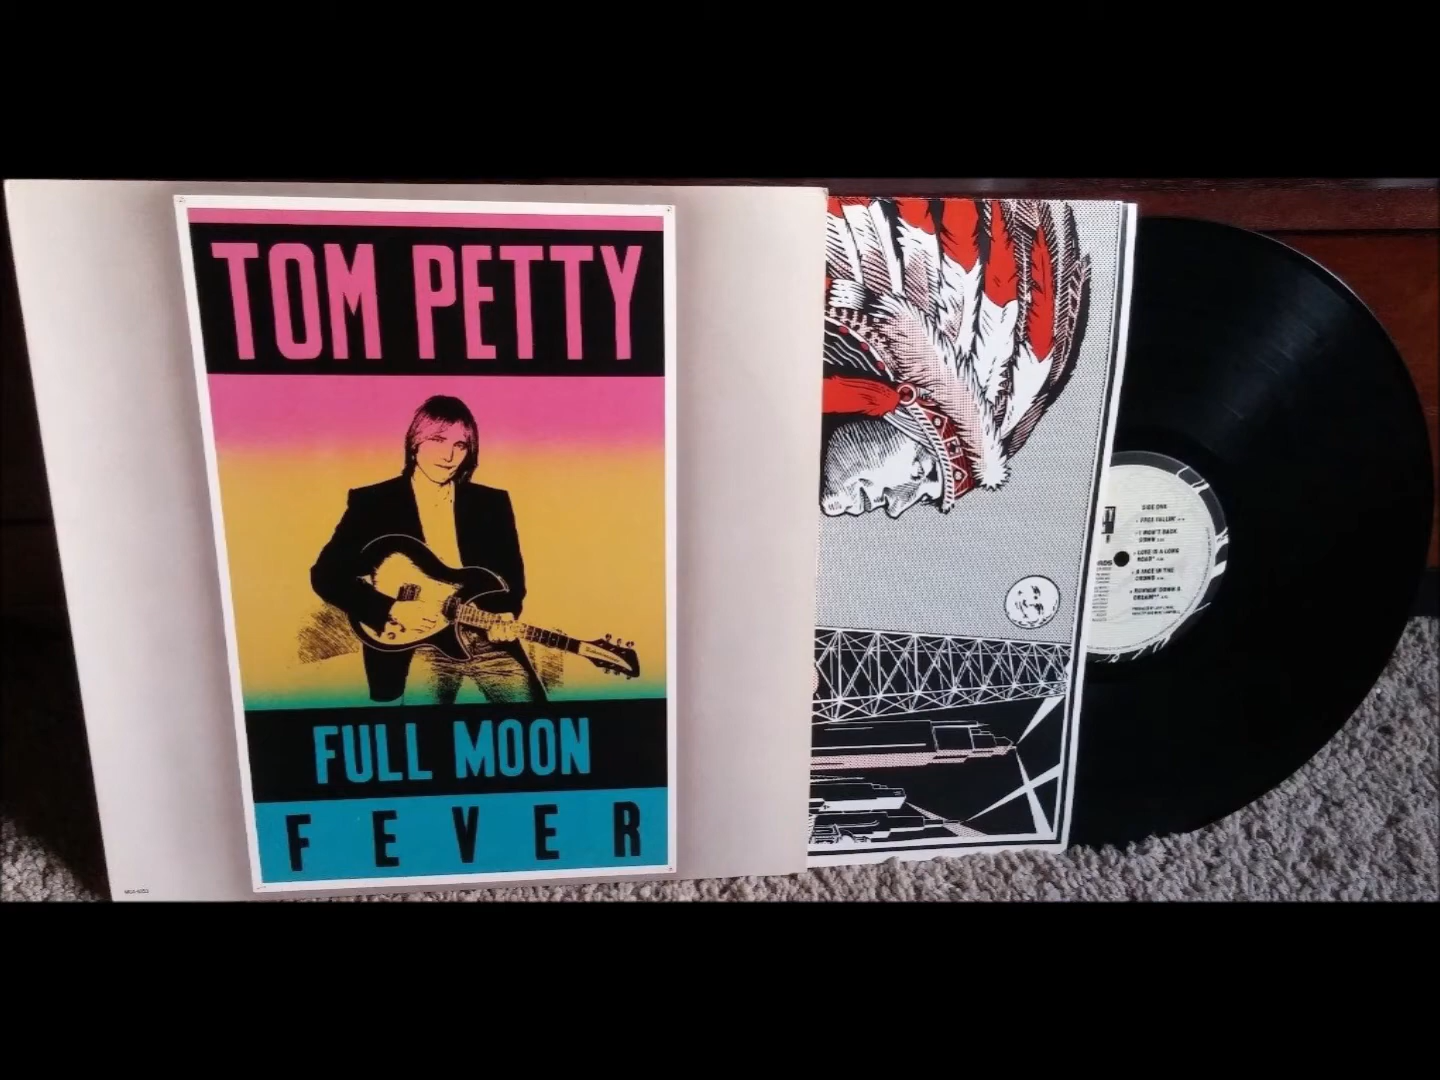 TOM PETTY
FULL MOON
FEVER
SIDE ONE
FREE FALLIN'
I WON'T BACK
DOWN
LOVE IS A LONG
ROAD
A FACE IN THE
CROWD
RUNNIN' DOWN A
DREAM